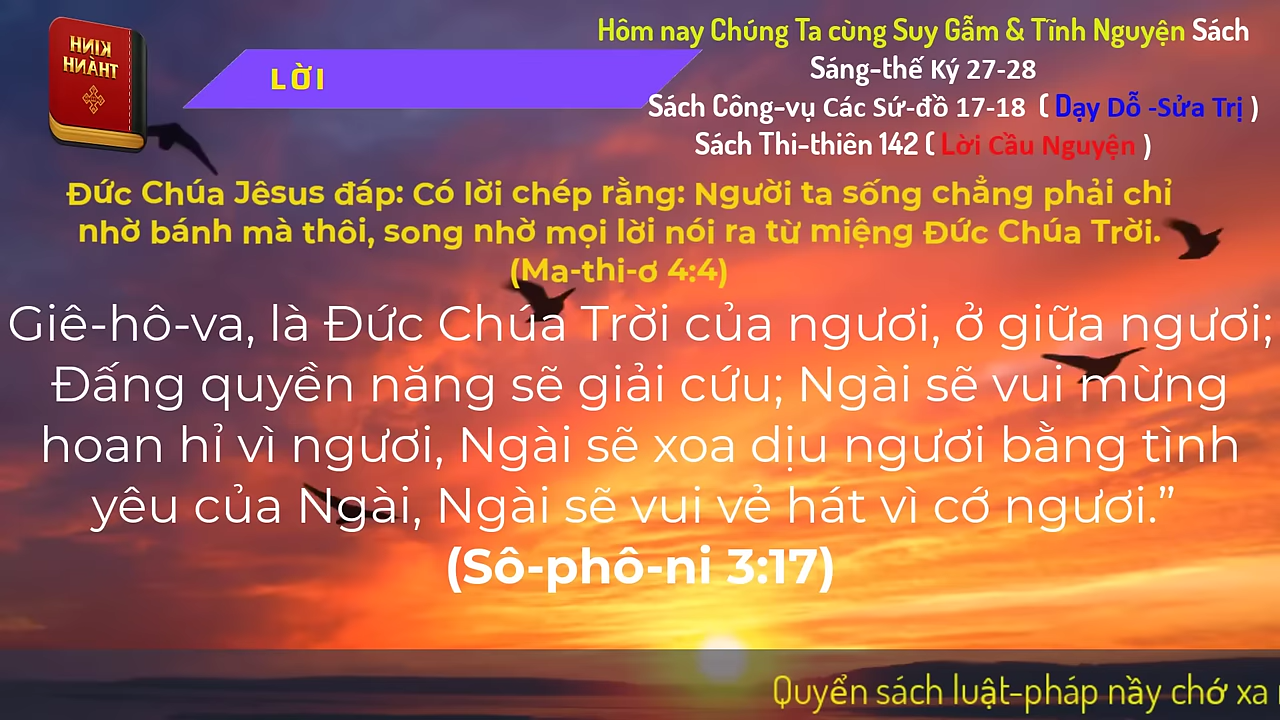 KINH
THÁNH
LỜI
Hôm nay Chúng Ta cùng Suy Gẫm & Tĩnh Nguyện Sách
Sáng-thế Ký 27-28
Sách Công-vụ Các Sứ-đồ 17-18 ( Dạy Dỗ -Sửa Trị )
Sách Thi-thiên 142 ( Lời Cầu Nguyện )
Đức Chúa Jêsus đáp: Có lời chép rằng: Người ta sống chẳng phải chỉ
nhờ bánh mà thôi, song nhờ mọi lời nói ra từ miệng Đức Chúa Trời.
(Ma-thi-ơ 4:4)
Giê-hô-va, là Đức Chúa Trời của ngươi, ở giữa ngươi;
Đấng quyền năng sẽ giải cứu; Ngài sẽ vui mừng
hoan hỉ vì ngươi, Ngài sẽ xoa dịu ngươi bằng tình
yêu của Ngài, Ngài sẽ vui vẻ hát vì cớ ngươi.”
(Sô-phô-ni 3:17)
Quyển sách luật-pháp nầy chớ xa